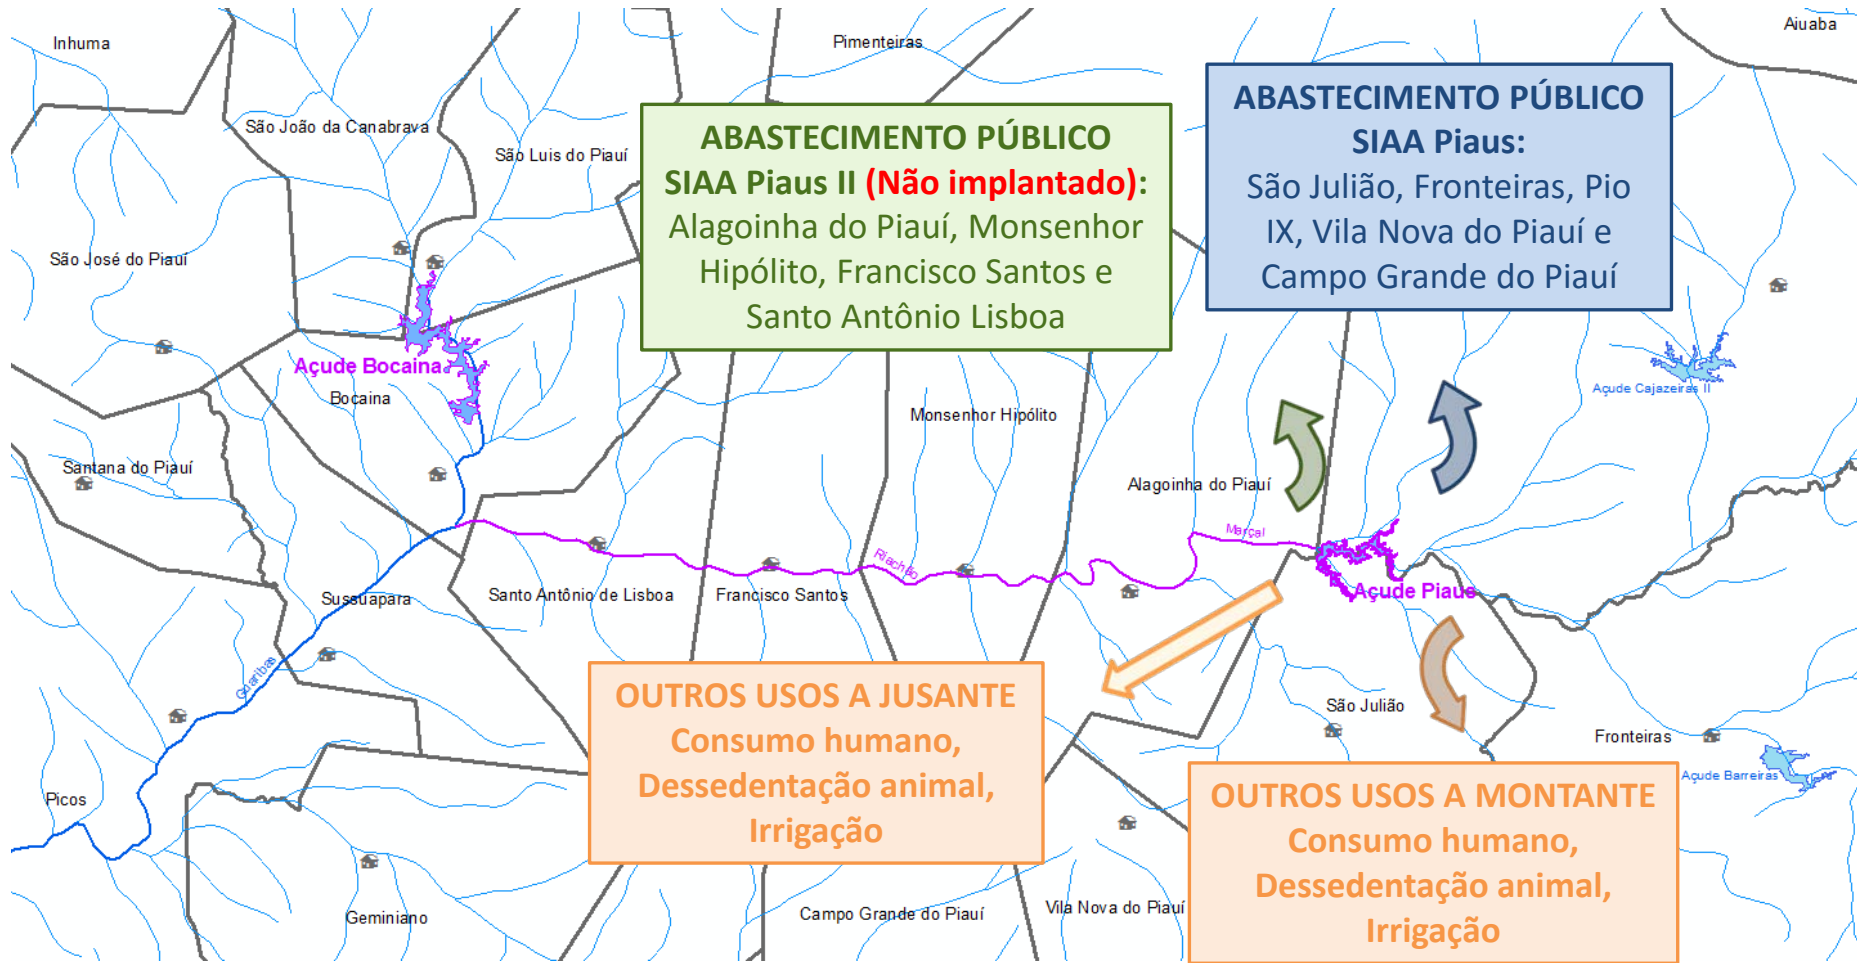 Inhuma
Pimenteiras
Aiuaba
São João da Canabrava
São Luis do Piauí
São José do Piauí
ABASTECIMENTO PÚBLICO
SIAA Piaus II (Não implantado):
Alagoinha do Piauí, Monsenhor
Hipólito, Francisco Santos e
Santo Antônio Lisboa
ABASTECIMENTO PÚBLICO
SIAA Piaus:
São Julião, Fronteiras, Pio
IX, Vila Nova do Piauí e
Campo Grande do Piauí
Açude Bocaina
Bocaina
Açude Cajazeiras II
Monsenhor Hipólito
Santana do Piauí
Alagoinha do Piauí
Marçal
Riachão
Açude Piaus
Sussuapara
Santo Antônio de Lisboa
Francisco Santos
Guaribas
OUTROS USOS A JUSANTE
Consumo humano,
Dessedentação animal,
Irrigação
São Julião
Fronteiras
Açude Barreiras
OUTROS USOS A MONTANTE
Consumo humano,
Dessedentação animal,
Irrigação
Picos
Geminiano
Campo Grande do Piauí
Vila Nova do Piauí